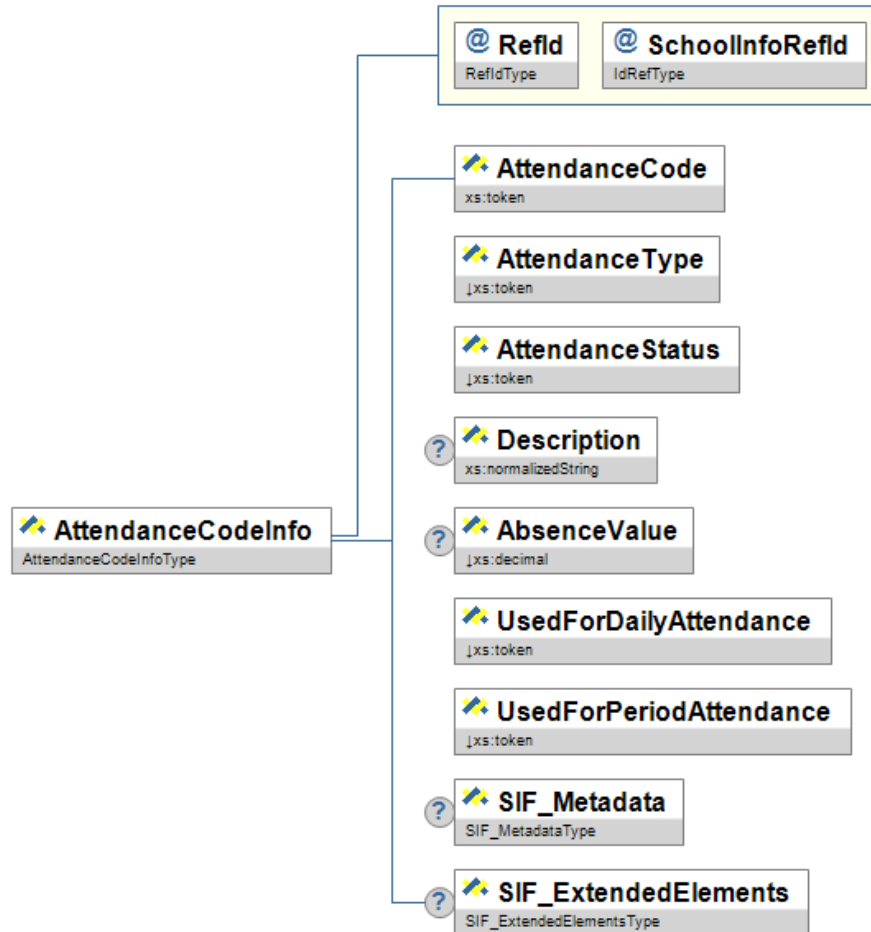 @ RefId
RefIdType
@ SchoolInfoRefId
IdRefType
AttendanceCode
xs:token
AttendanceType
↓xs:token
AttendanceStatus
↓xs:token
? Description
xs:normalizedString
AttendanceCodeInfo
AttendanceCodeInfoType
? AbsenceValue
↓xs:decimal
UsedForDailyAttendance
↓xs:token
UsedForPeriodAttendance
↓xs:token
? SIF_Metadata
SIF_MetadataType
? SIF_ExtendedElements
SIF_ExtendedElementsType